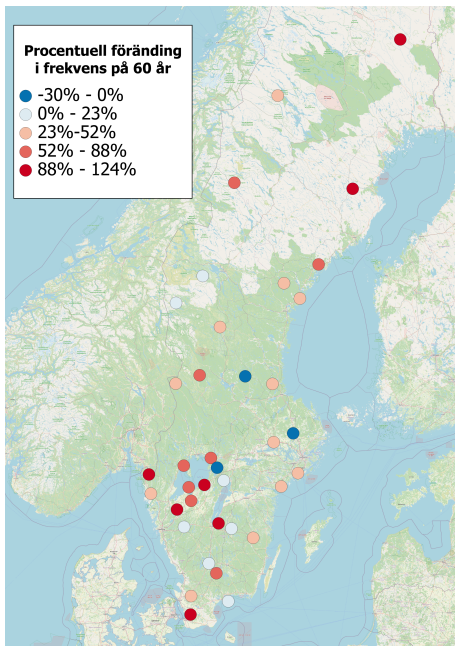 Procentuell föränding
i frekvens på 60 år
-30% - 0%
0% - 23%
23%-52%
52% - 88%
88% - 124%